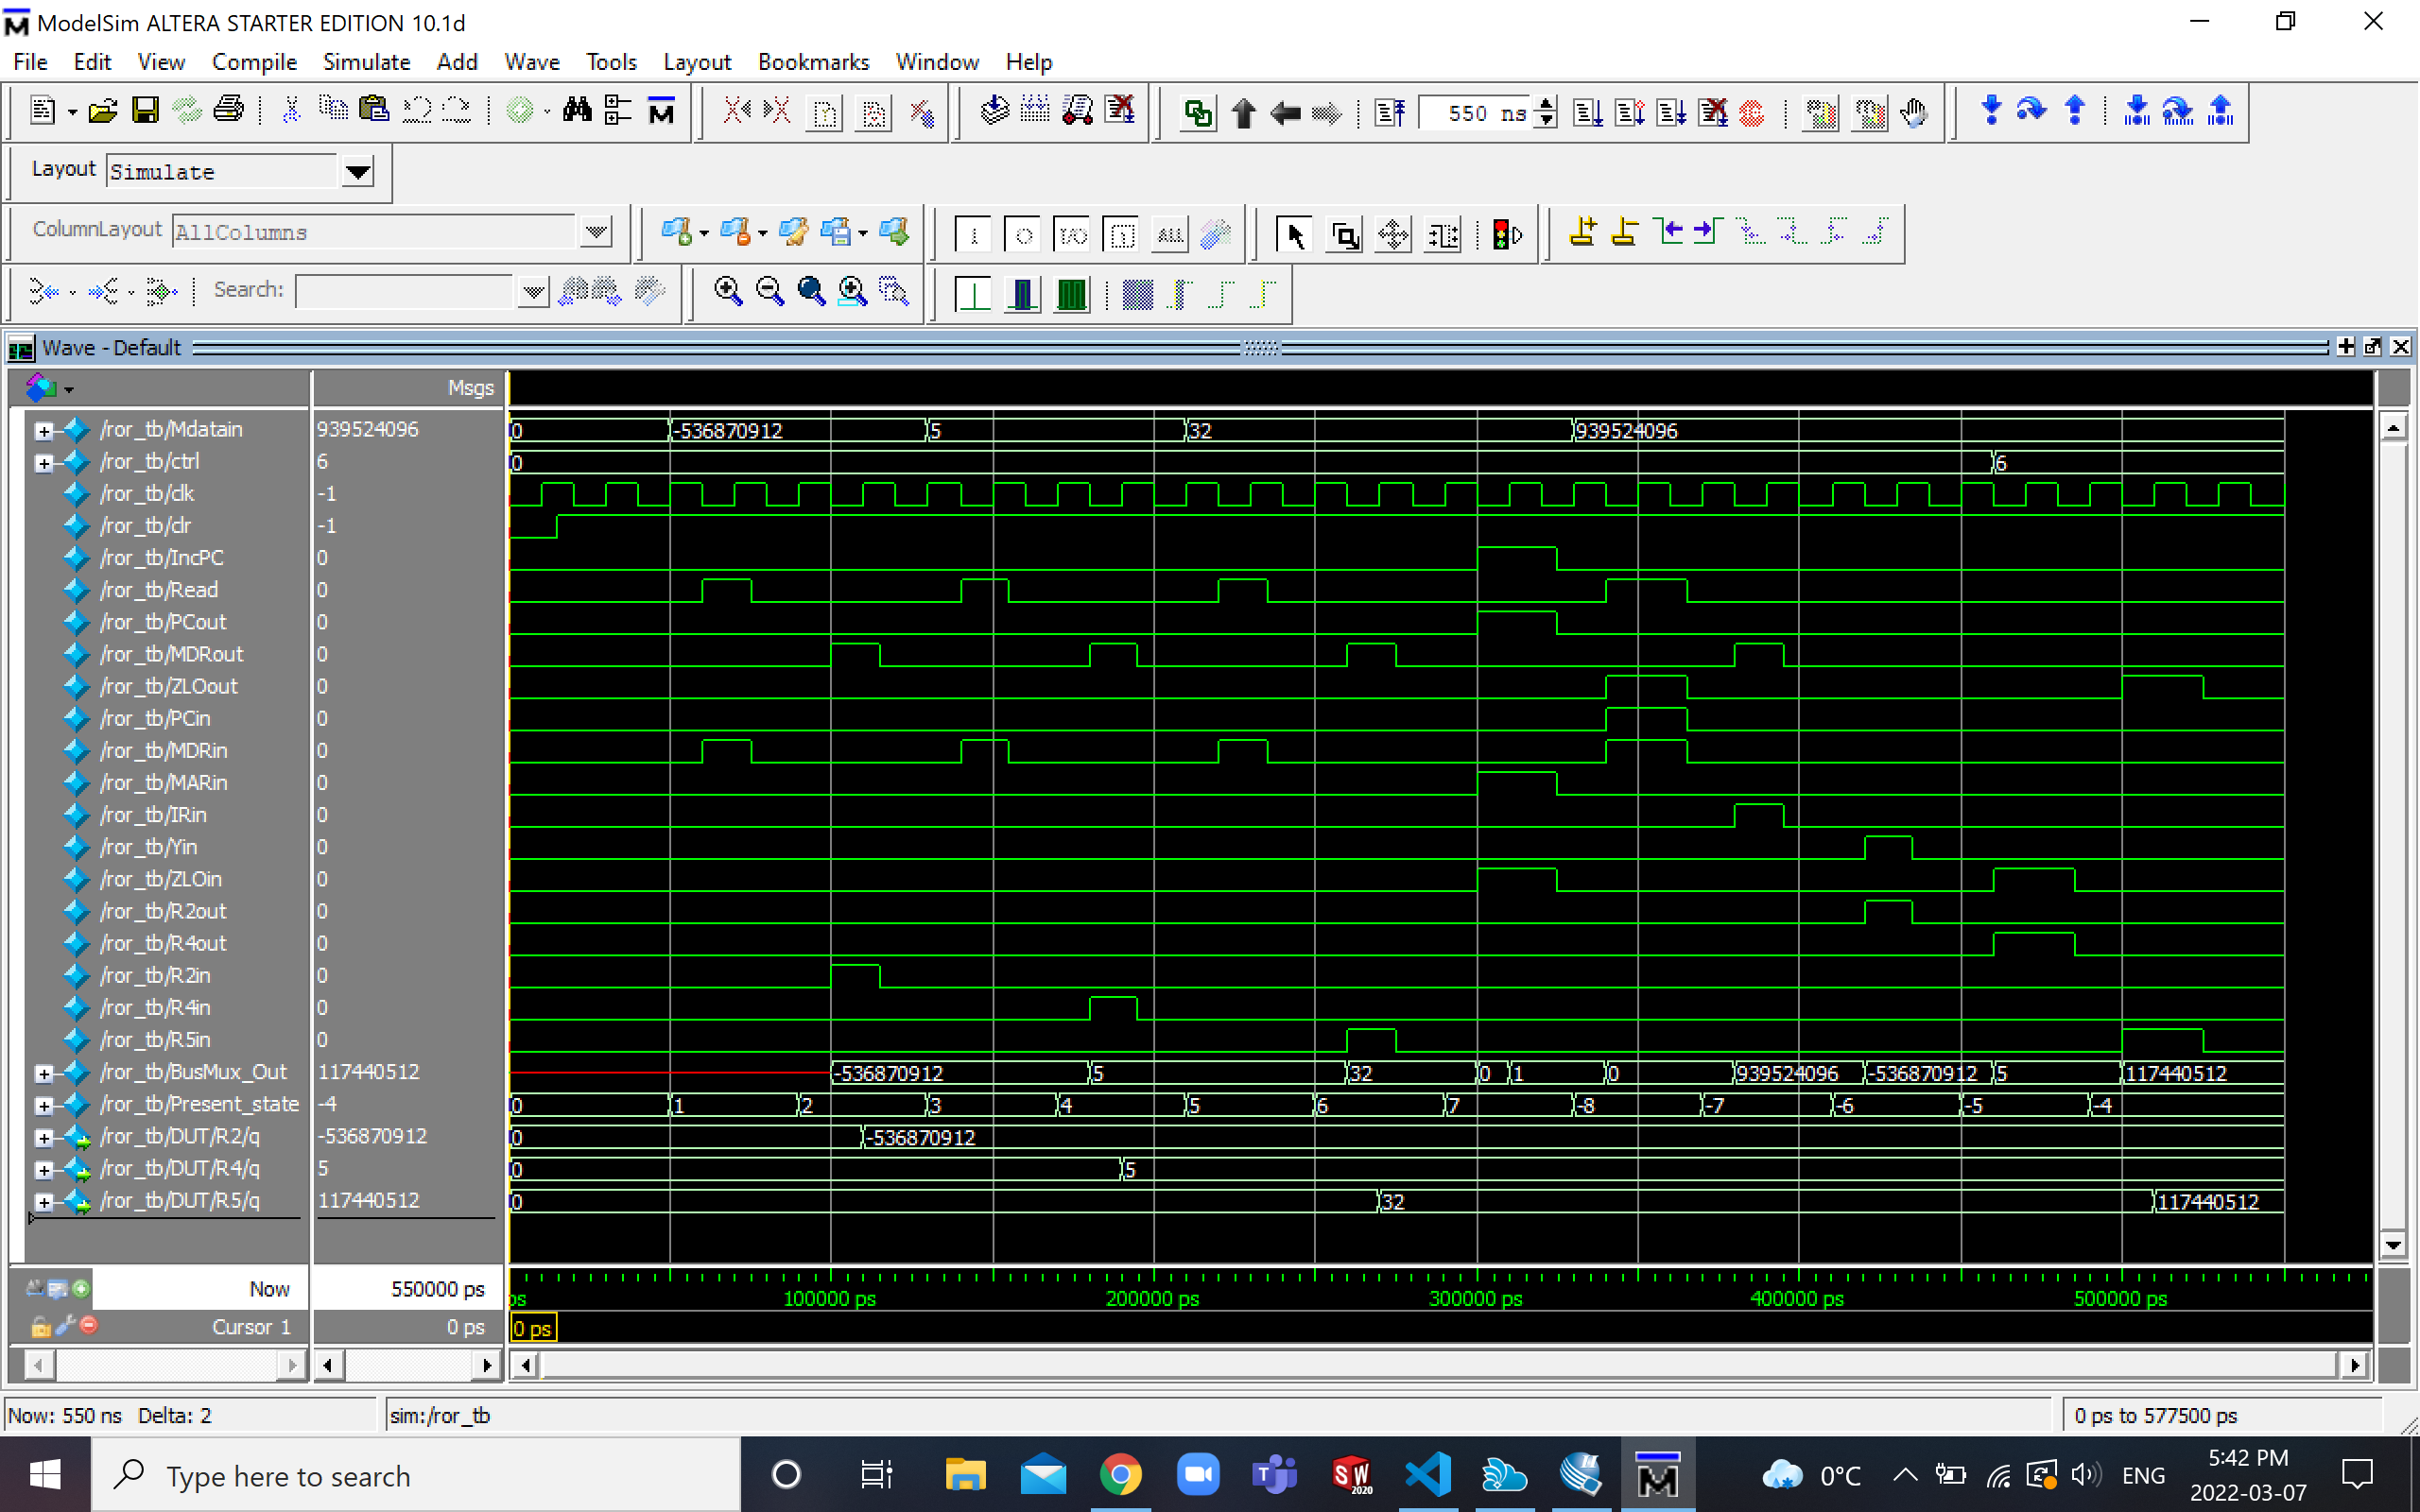 ModelSim ALTERA STARTER EDITION 10.1d
File Edit View Compile Simulate Add Wave Tools Layout Bookmarks Window Help
550 ns
Layout Simulate
ColumnLayout AllColumns
Search:
Wave - Default
Msgs
/ror_tb/Mdatain 939524096 0 -536870912 5 32 939524096
/ror_tb/ctrl 6 0 6
/ror_tb/clk -1
/ror_tb/clr -1
/ror_tb/IncPC 0
/ror_tb/Read 0
/ror_tb/PCout 0
/ror_tb/MDRout 0
/ror_tb/ZLOout 0
/ror_tb/PCin 0
/ror_tb/MDRin 0
/ror_tb/MARin 0
/ror_tb/IRin 0
/ror_tb/Yin 0
/ror_tb/ZLOin 0
/ror_tb/R2out 0
/ror_tb/R4out 0
/ror_tb/R2in 0
/ror_tb/R4in 0
/ror_tb/R5in 0
/ror_tb/BusMux_Out 117440512 -536870912 5 32 0 1 0 939524096 -536870912 5 117440512
/ror_tb/Present_state -4 0 1 2 3 4 5 6 7 -8 -7 -6 -5 -4
/ror_tb/DUT/R2/q -536870912 0 -536870912
/ror_tb/DUT/R4/q 5 0 5
/ror_tb/DUT/R5/q 117440512 0 32 117440512
Now 550000 ps ps 100000 ps 200000 ps 300000 ps 400000 ps 500000 ps
Cursor 1 0 ps 0 ps
Now: 550 ns Delta: 2 sim:/ror_tb 0 ps to 577500 ps
Type here to search 0°C ENG 5:42 PM
2022-03-07